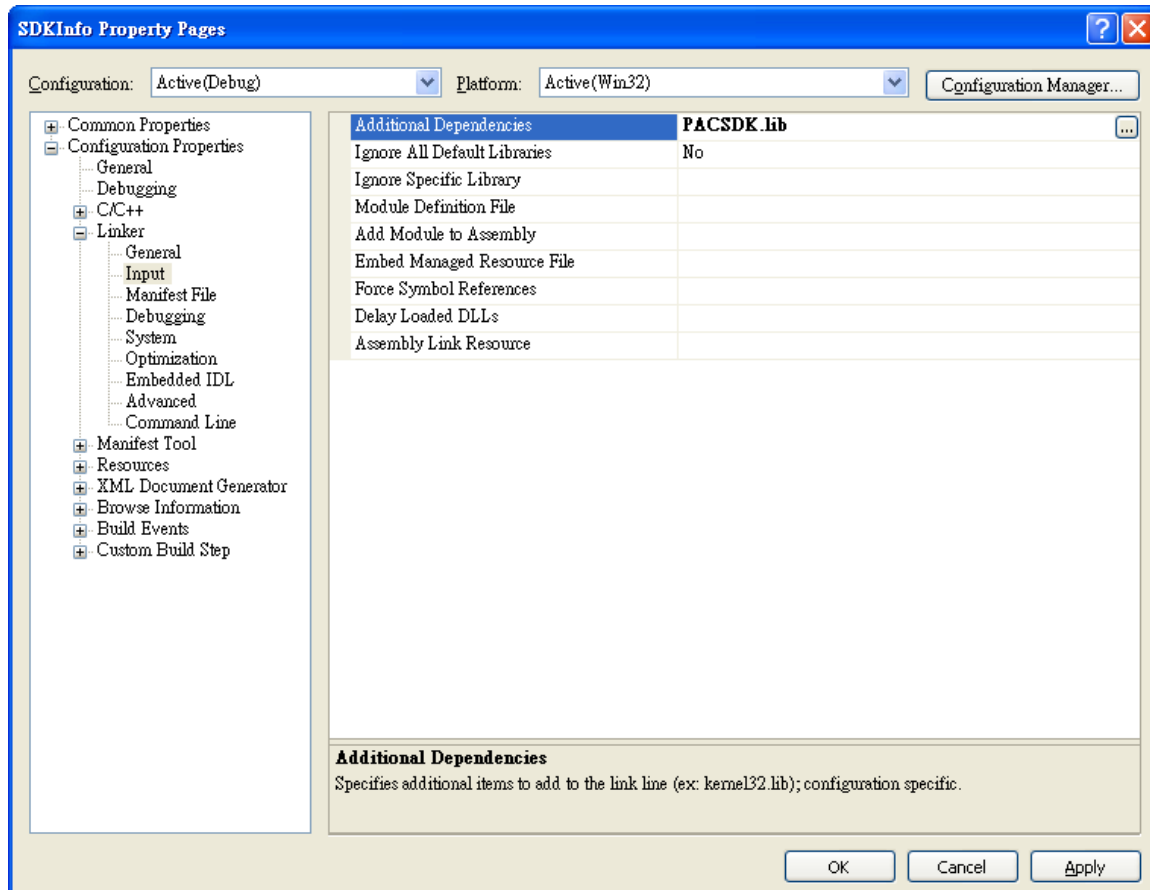 SDKInfo Property Pages
Configuration: Active(Debug) Platform: Active(Win32) Configuration Manager...
Common Properties
Configuration Properties
General
Debugging
C/C++
Linker
General
Input
Manifest File
Debugging
System
Optimization
Embedded IDL
Advanced
Command Line
Manifest Tool
Resources
XML Document Generator
Browse Information
Build Events
Custom Build Step
Additional Dependencies PACSDK.lib ...
Ignore All Default Libraries No
Ignore Specific Library
Module Definition File
Add Module to Assembly
Embed Managed Resource File
Force Symbol References
Delay Loaded DLLs
Assembly Link Resource
Additional Dependencies
Specifies additional items to add to the link line (ex: kernel32.lib); configuration specific.
OK Cancel Apply